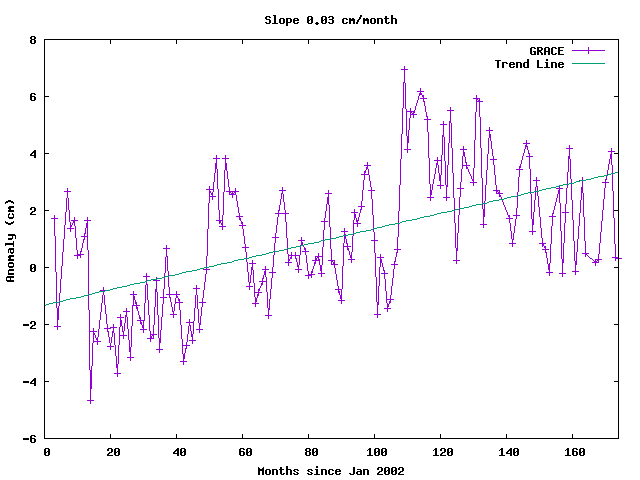 Slope 0.03 cm/month
GRACE
Trend Line
8
6
4
2
0
-2
-4
-6
Anomaly (cm)
0 20 40 60 80 100 120 140 160
Months since Jan 2002